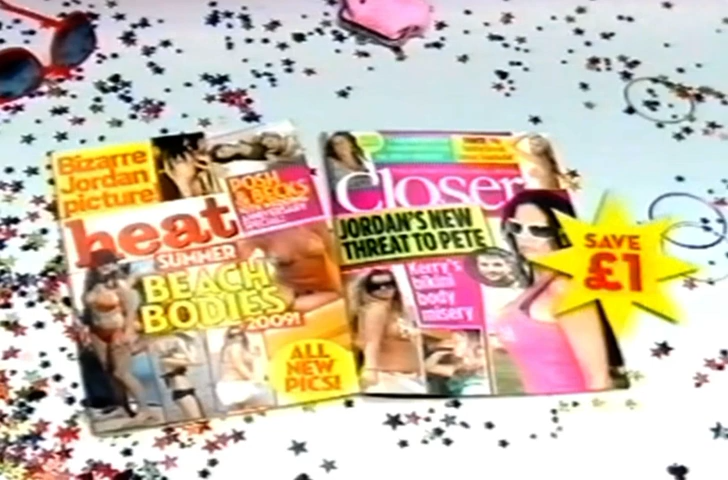 Bizarre
Jordan
picture
POSH
& BECKS
heat
SUMMER
BEACH
BODIES
2009!
ALL
NEW
PICS!
Closer
JORDAN'S NEW
THREAT TO PETE
Kerry's
bikini
body
misery
SAVE
£1